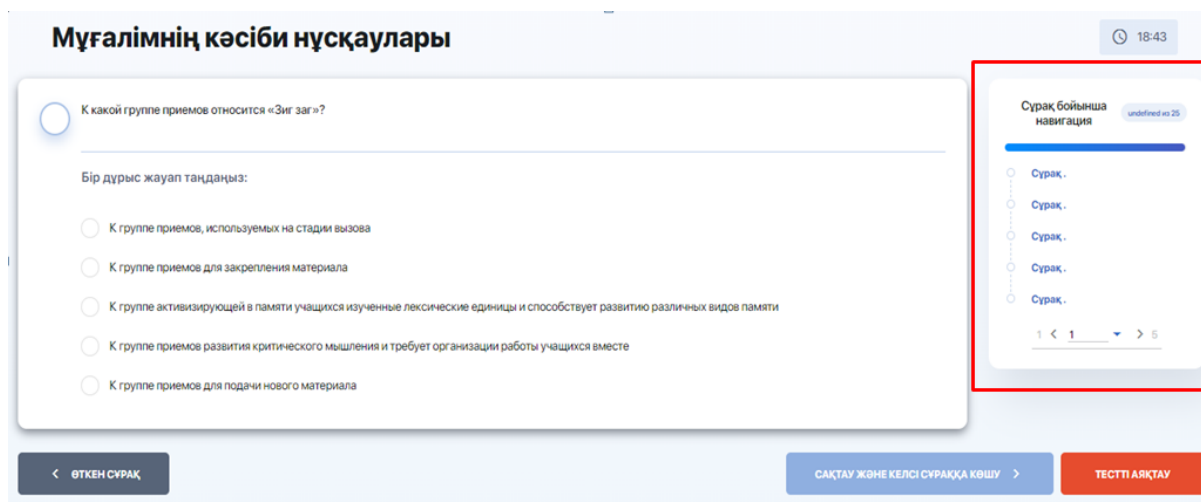 Мұғалімнің кәсіби нұсқаулары
18:43
К какой группе приемов относится «Зиг заг»?
Бір дұрыс жауап таңдаңыз:
К группе приемов, используемых на стадии вызова
К группе приемов для закрепления материала
К группе активизирующей в памяти учащихся изученные лексические единицы и способствует развитию различных видов памяти
К группе приемов развития критического мышления и требует организации работы учащихся вместе
К группе приемов для подачи нового материала
Сұрақ бойынша
навигация
undefined из 25
Сұрақ .
Сұрақ .
Сұрақ .
Сұрақ .
Сұрақ .
1 < 1 > 5
< ӨТКЕН СҰРАҚ
САҚТАУ ЖӘНЕ КЕЛСІ СҰРАҚҚА КӨШУ >
ТЕСТТІ АЯҚТАУ